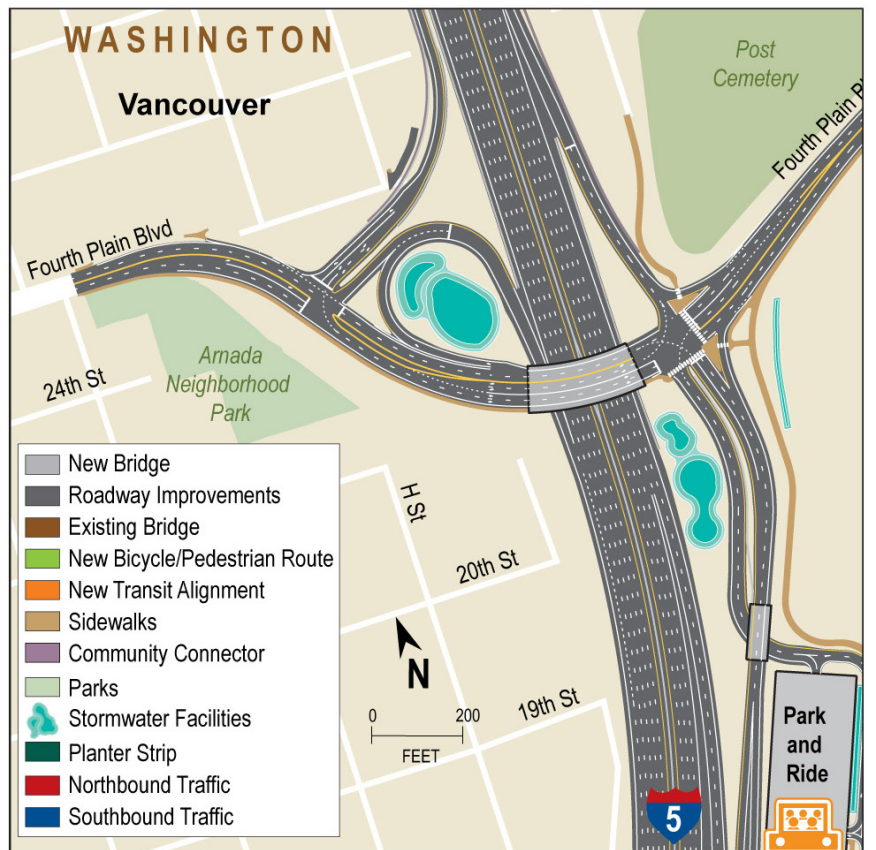 WASHINGTON
Vancouver
Post
Cemetery
Fourth Plain Bl
Fourth Plain Blvd
Arnada
Neighborhood
Park
24th St
New Bridge
Roadway Improvements
Existing Bridge
New Bicycle/Pedestrian Route
New Transit Alignment
Sidewalks
Community Connector
Parks
Stormwater Facilities
Planter Strip
Northbound Traffic
Southbound Traffic
H St
20th St
N
0 200
FEET
19th St
5
Park
and
Ride